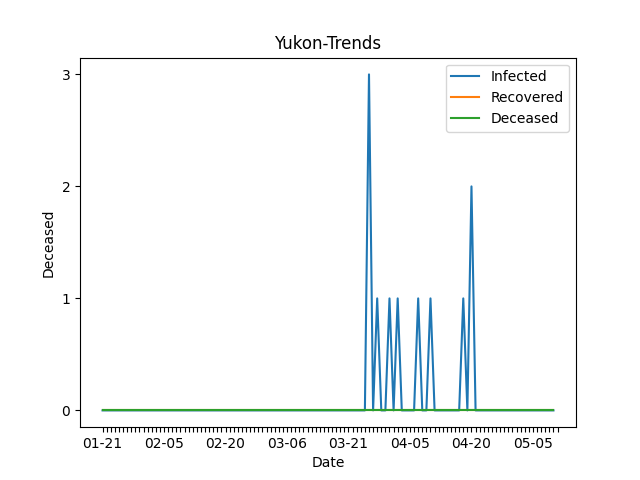 Yukon-Trends
Infected
Recovered
Deceased
3
2
1
0
Deceased
01-21 02-05 02-20 03-06 03-21 04-05 04-20 05-05
Date